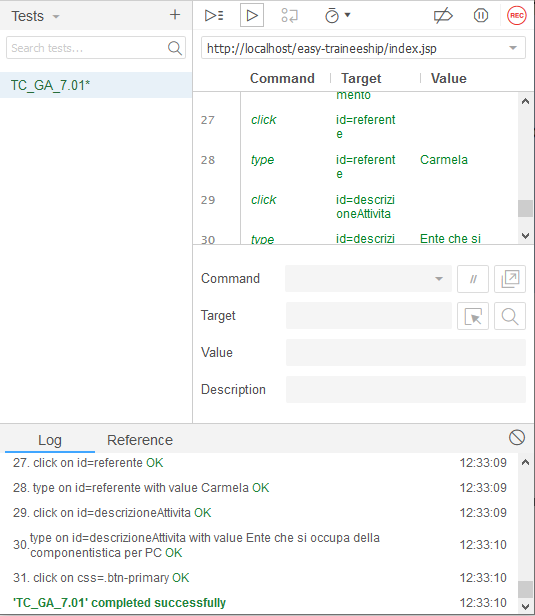 Tests
REC
Search tests...
http://localhost/easy-traineeship/index.jsp
TC_GA_7.01*
Command Target Value
mento
27 click id=referent
e
28 type id=referent Carmela
e
29 click id=descrizi
oneAttivita
30 type id=descrizi Ente che si
Command
//
Target
Value
Description
Log Reference
27. click on id=referente OK 12:33:09
28. type on id=referente with value Carmela OK 12:33:09
29. click on id=descrizioneAttivita OK 12:33:09
30. type on id=descrizioneAttivita with value Ente che si occupa della 12:33:10
componentistica per PC OK
31. click on css=.btn-primary OK 12:33:10
'TC_GA_7.01' completed successfully 12:33:10